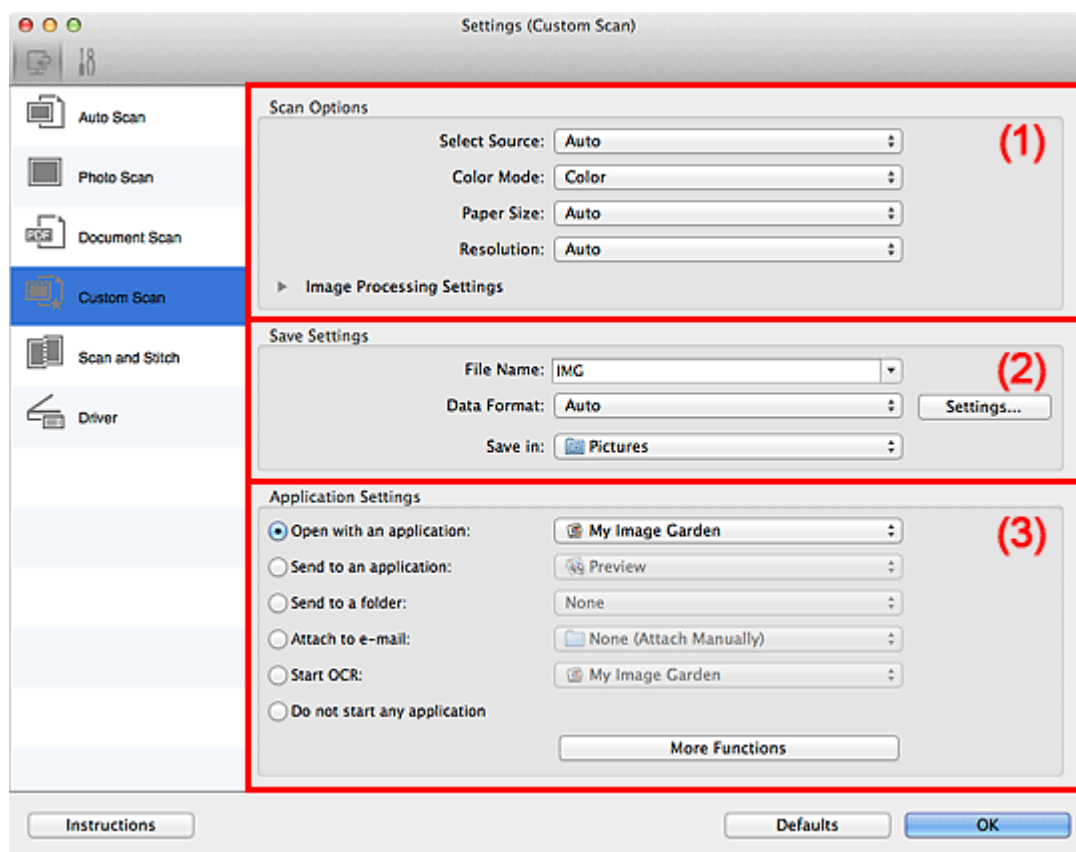 Settings (Custom Scan)
Auto Scan
Photo Scan
PDF
Document Scan
Custom Scan
Scan and Stitch
Driver
Scan Options
(1)
Select Source: Auto
Color Mode: Color
Paper Size: Auto
Resolution: Auto
Image Processing Settings
Save Settings
(2)
File Name: IMG
Data Format: Auto Settings...
Save in: Pictures
Application Settings
(3)
Open with an application: My Image Garden
Send to an application: Preview
Send to a folder: None
Attach to e-mail: None (Attach Manually)
Start OCR: My Image Garden
Do not start any application
More Functions
Instructions Defaults OK